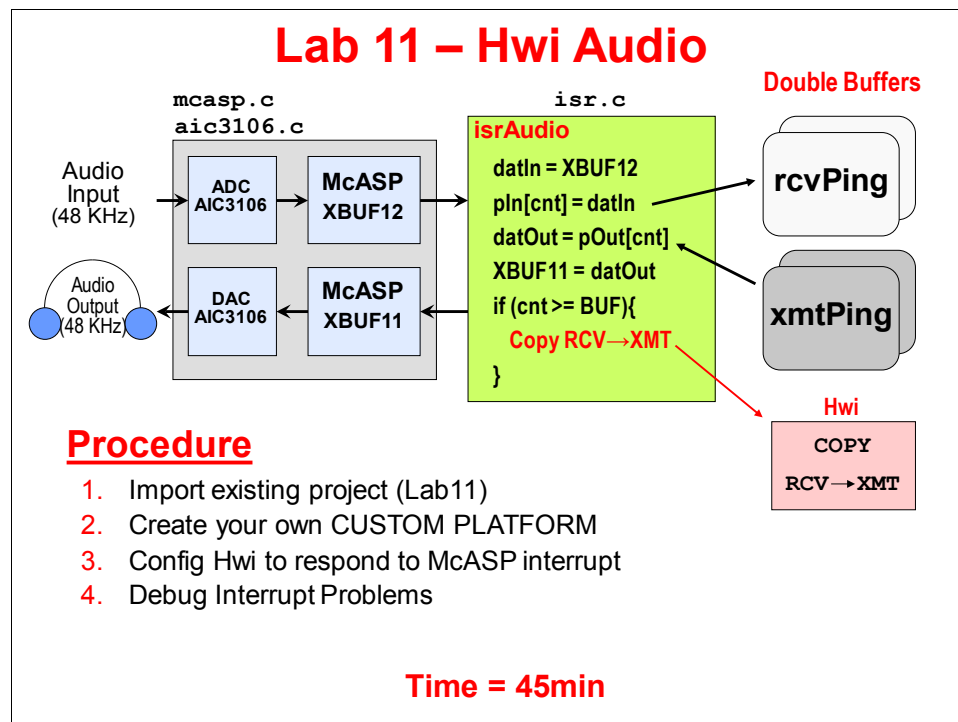 Lab 11 – Hwi Audio
Double Buffers
mcasp.c
aic3106.c
isr.c
Audio
Input
(48 KHz)
ADC
AIC3106
McASP
XBUF12
isrAudio
datIn = XBUF12
pIn[cnt] = datIn
datOut = pOut[cnt]
XBUF11 = datOut
if (cnt >= BUF){
Copy RCV→XMT
}
rcvPing
xmtPing
Audio
Output
(48 KHz)
DAC
AIC3106
McASP
XBUF11
Hwi
COPY
RCV→XMT
Procedure
1. Import existing project (Lab11)
2. Create your own CUSTOM PLATFORM
3. Config Hwi to respond to McASP interrupt
4. Debug Interrupt Problems
Time = 45min